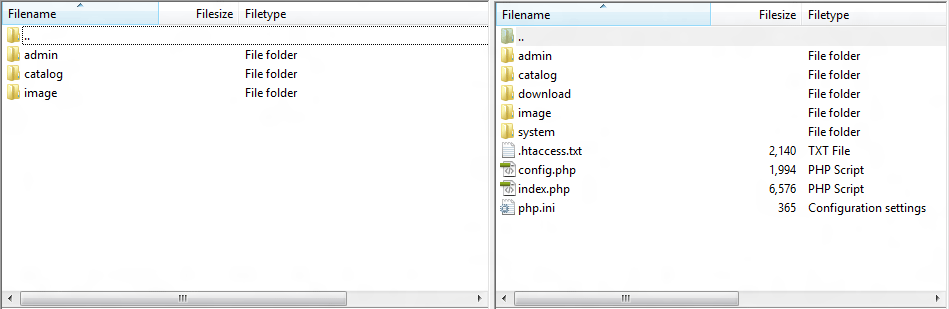 Filename Filesize Filetype
..
admin File folder
catalog File folder
image File folder
Filename Filesize Filetype
..
admin File folder
catalog File folder
download File folder
image File folder
system File folder
.htaccess.txt 2,140 TXT File
config.php 1,994 PHP Script
index.php 6,576 PHP Script
php.ini 365 Configuration settings